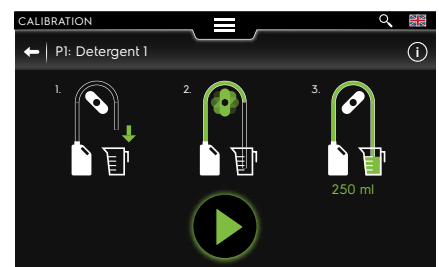 CALIBRATION
P1: Detergent 1
i
1.
2.
3.
250 ml